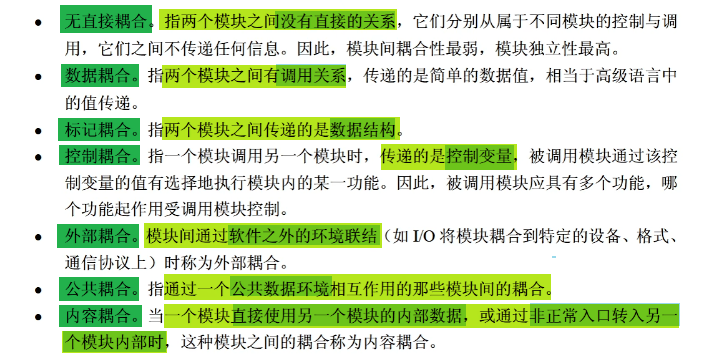 ● 无直接耦合。指两个模块之间没有直接的关系，它们分别从属于不同模块的控制与调
用，它们之间不传递任何信息。因此，模块间耦合性最弱，模块独立性最高。
● 数据耦合。指两个模块之间有调用关系，传递的是简单的数据值，相当于高级语言中
的值传递。
● 标记耦合。指两个模块之间传递的是数据结构。
● 控制耦合。指一个模块调用另一个模块时，传递的是控制变量，被调用模块通过该控
制变量的值有选择地执行模块内的某一功能。因此，被调用模块应具有多个功能，哪
个功能起作用受调用模块控制。
● 外部耦合。模块间通过软件之外的环境联结（如 I/O 将模块耦合到特定的设备、格式、
通信协议上）时称为外部耦合。
● 公共耦合。指通过一个公共数据环境相互作用的那些模块间的耦合。
● 内容耦合。当一个模块直接使用另一个模块的内部数据，或通过非正常入口转入另一
个模块内部时，这种模块之间的耦合称为内容耦合。